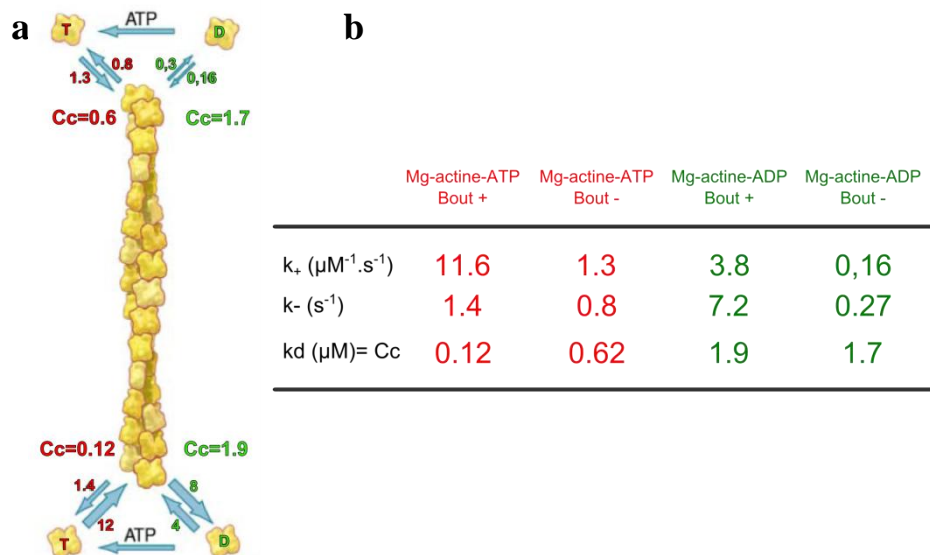 a
b
ATP
T
D
0.8
1.3
0,3
0,16
Cc=0.6
Cc=1.7
Mg-actine-ATP Mg-actine-ATP Mg-actine-ADP Mg-actine-ADP
Bout + Bout - Bout + Bout -
k₊ (µM⁻¹.s⁻¹) 11.6 1.3 3.8 0,16
k- (s⁻¹) 1.4 0.8 7.2 0.27
kd (µM)= Cc 0.12 0.62 1.9 1.7
Cc=0.12
Cc=1.9
1.4
12
8
4
T
ATP
D